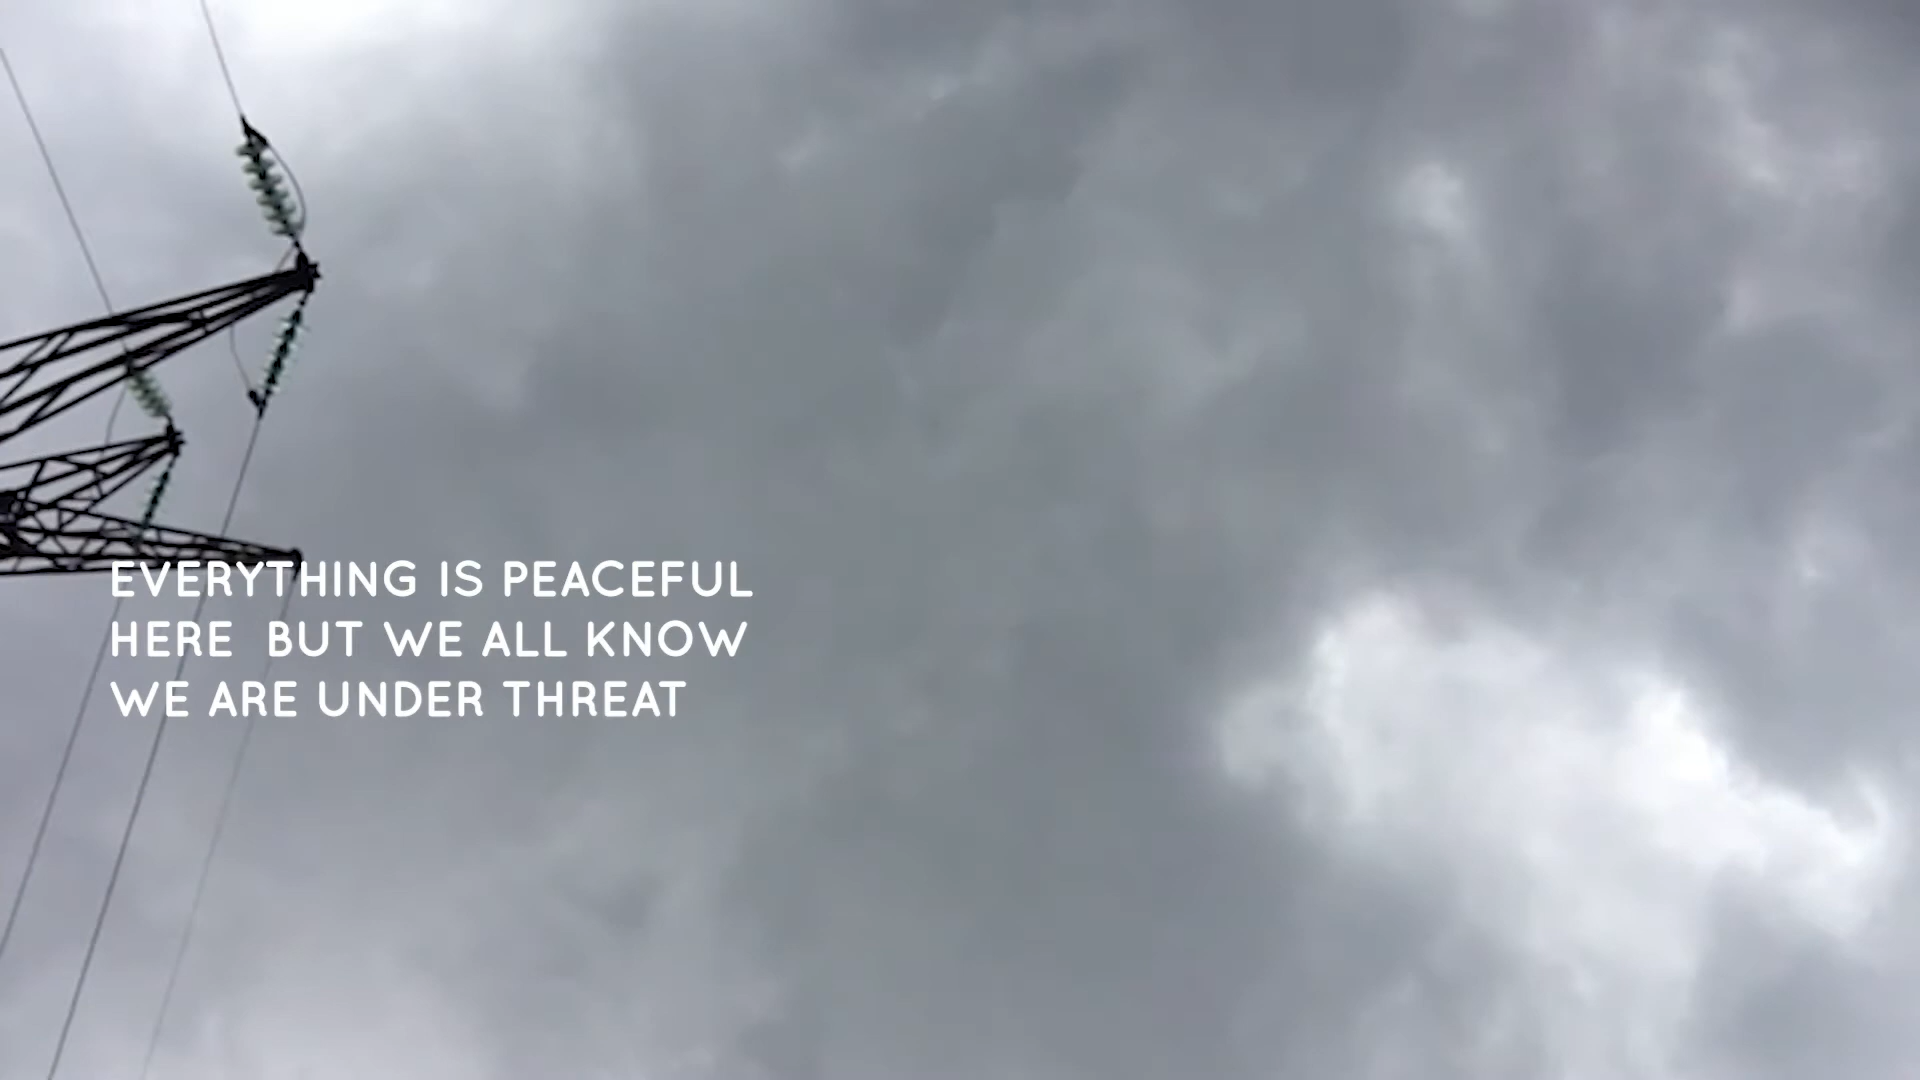 EVERYTHING IS PEACEFUL
HERE  BUT WE ALL KNOW
WE ARE UNDER THREAT